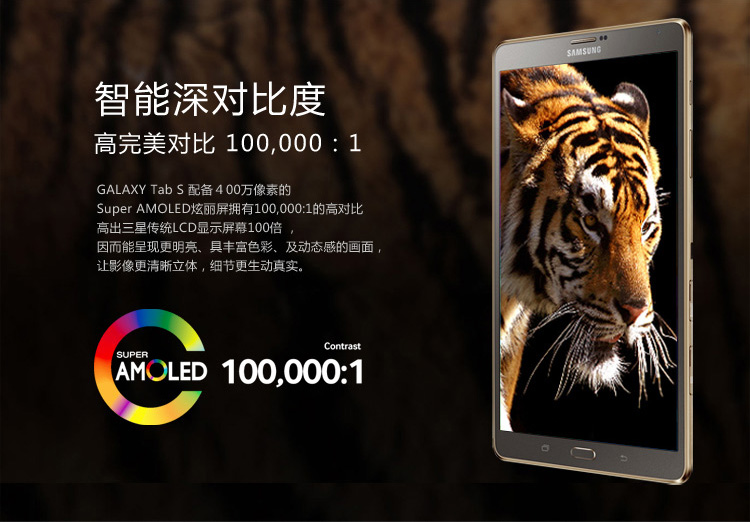 智能深对比度
高完美对比 100,000：1
GALAXY Tab S 配备４00万像素的
Super AMOLED炫丽屏拥有100,000:1的高对比
高出三星传统LCD显示屏幕100倍 ，
因而能呈现更明亮、具丰富色彩、及动态感的画面，
让影像更清晰立体，细节更生动真实。
SUPER
AMOLED
Contrast
100,000:1
SAMSUNG